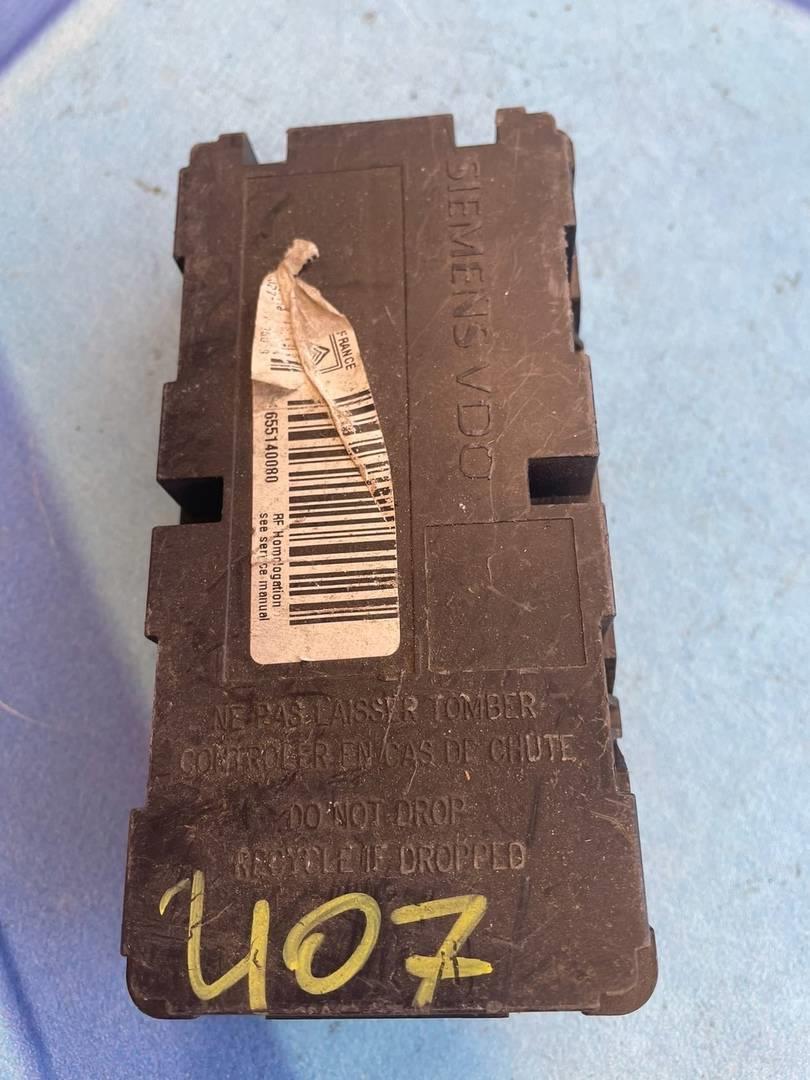 SIEMENS VDO
FRANCE
9655140080
RF Homologation
see service manual
NE PAS LAISSER TOMBER
CONTROLER EN CAS DE CHUTE
DO NOT DROP
RECYCLE IF DROPPED
407